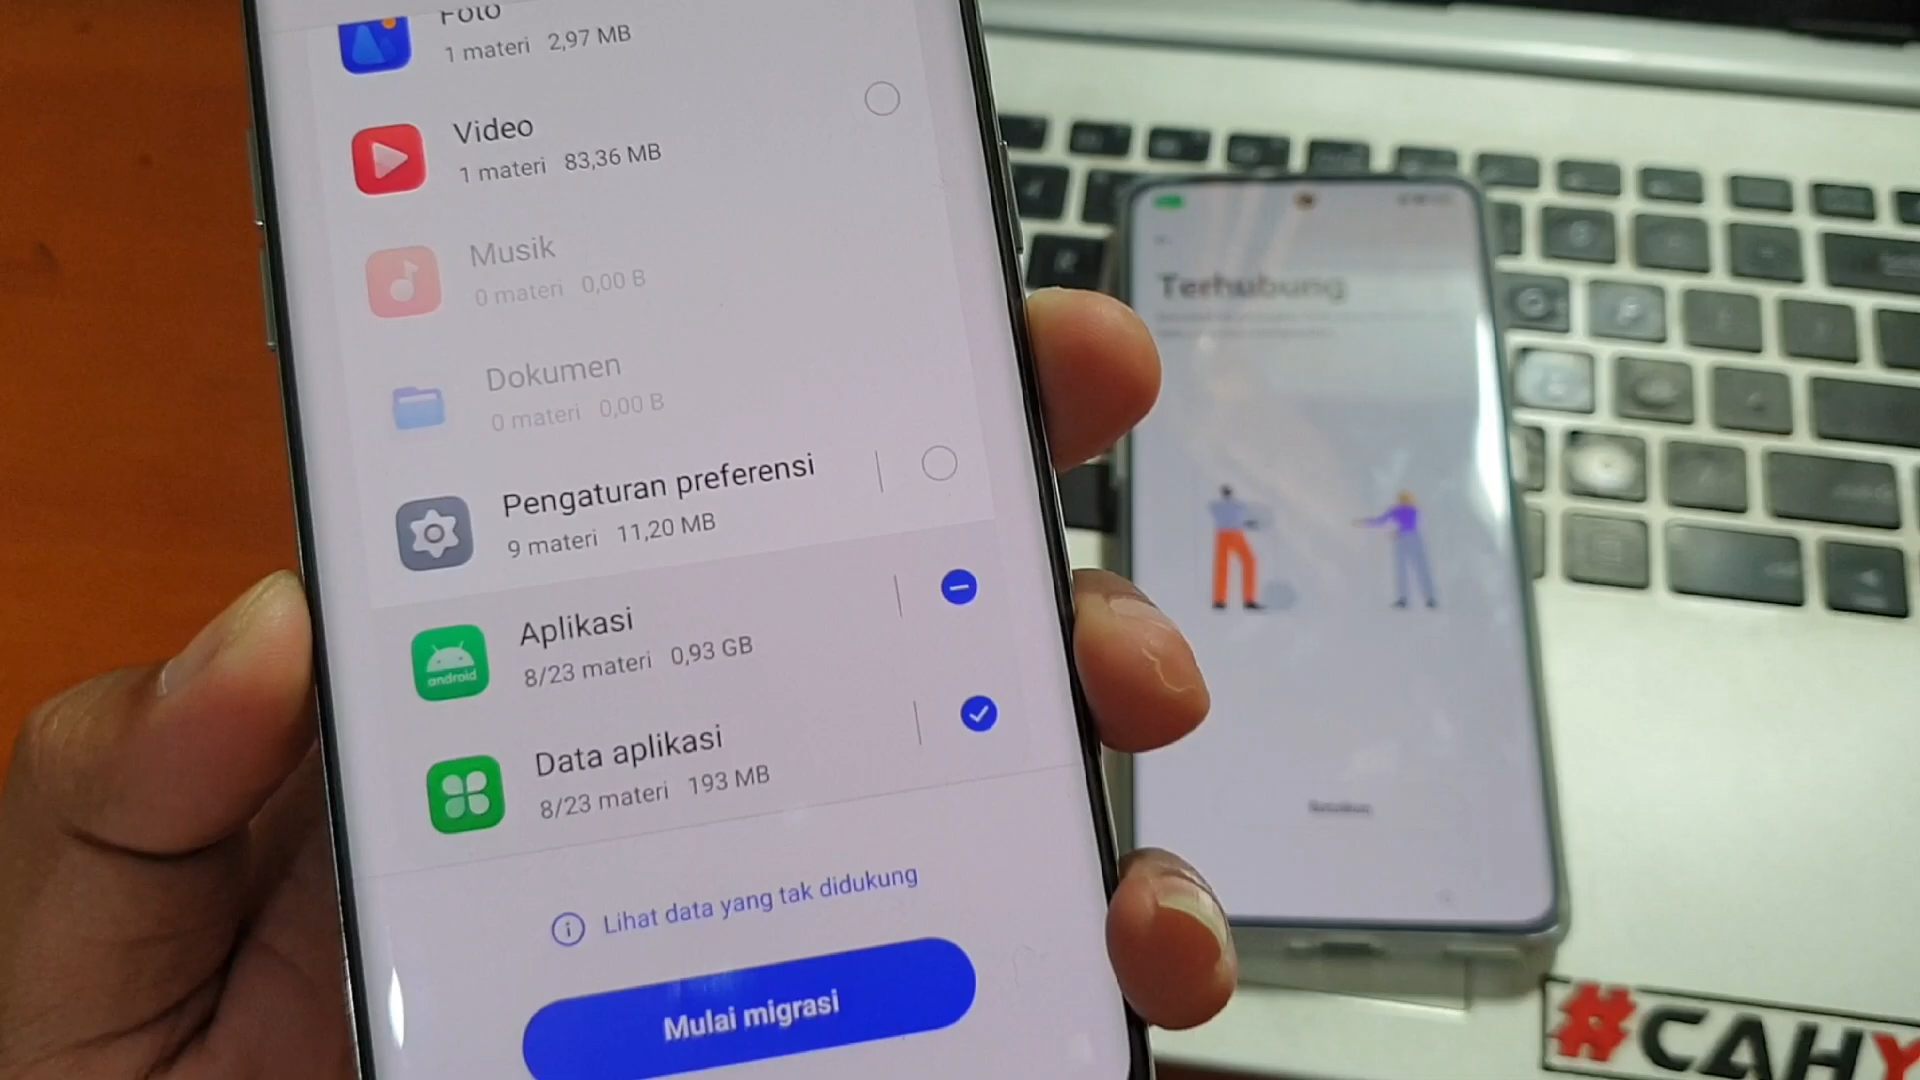 Foto
1 materi 2,97 MB
Video
1 materi 83,36 MB
Musik
0 materi 0,00 B
Dokumen
0 materi 0,00 B
Pengaturan preferensi
9 materi 11,20 MB
Aplikasi
8/23 materi 0,93 GB
android
Data aplikasi
8/23 materi 193 MB
Lihat data yang tak didukung
Mulai migrasi
Terhubung
#CAHY